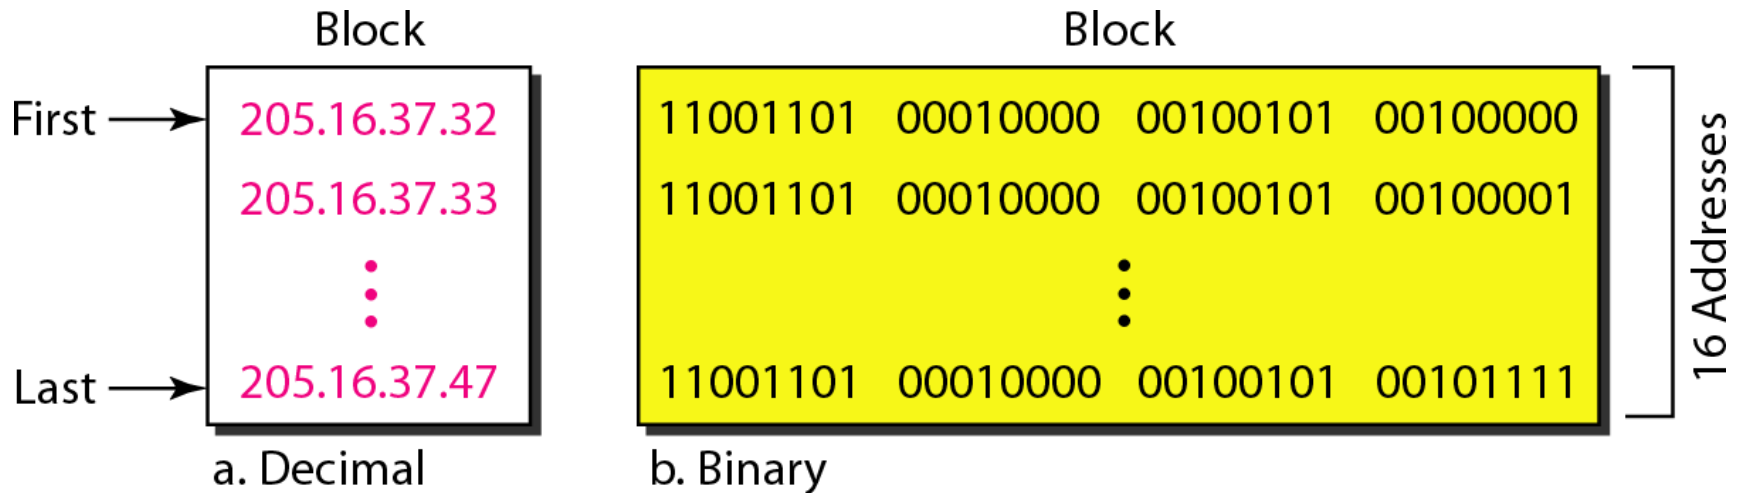 Block
First
205.16.37.32
205.16.37.33
Last
205.16.37.47
a. Decimal
Block
11001101 00010000 00100101 00100000
11001101 00010000 00100101 00100001
11001101 00010000 00100101 00101111
b. Binary
16 Addresses